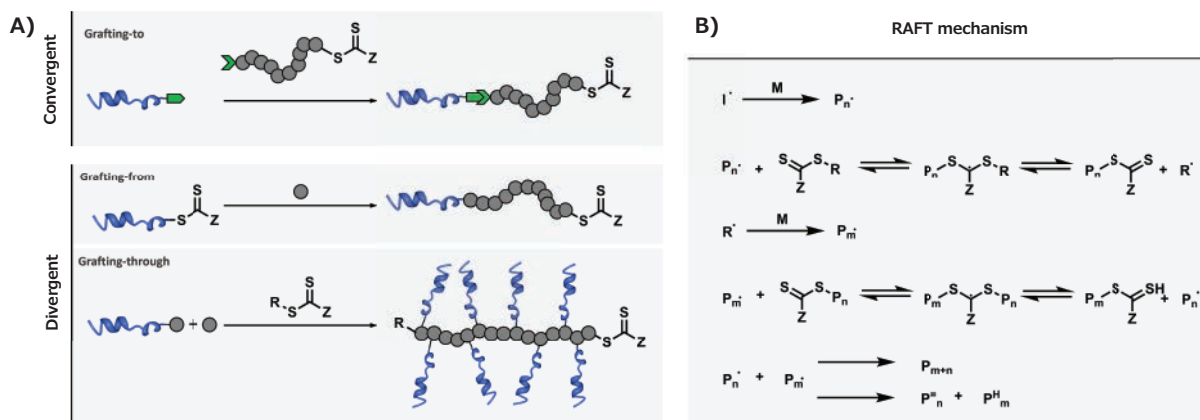 A)
Convergent
Grafting-to
S
S
Z
S
S
Z
Divergent
Grafting-from
S
S
Z
S
S
Z
Grafting-through
+
R
S
S
Z
R
S
S
Z
B)
RAFT mechanism
I· M Pn·
Pn· + S S R Z Pn S S R Z Pn S S Z + R·
R· M Pm·
Pm· + S S Pn Z Pm S S Pn Z Pm S SH Z + Pn·
Pn· + Pm· Pm+n
P=n + PHm